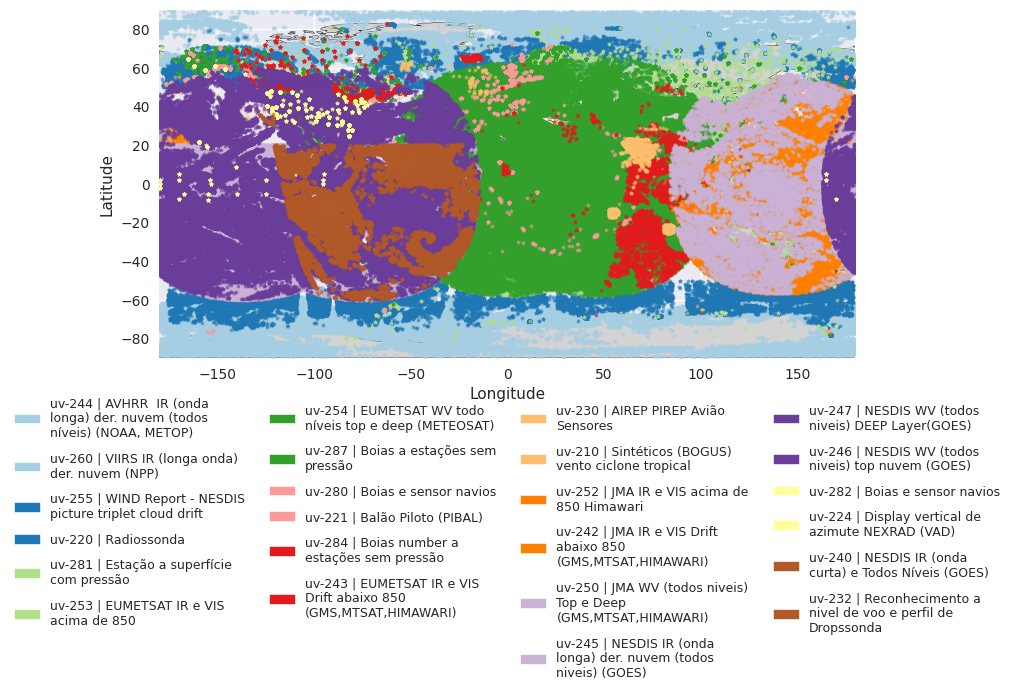 80
60
40
20
0
−20
−40
−60
−80
Latitude
−150
−100
−50
0
50
100
150
Longitude
uv-244 | AVHRR  IR (onda
longa) der. nuvem (todos
níveis) (NOAA, METOP)
uv-260 | VIIRS IR (longa onda)
der. nuvem (NPP)
uv-255 | WIND Report - NESDIS
picture triplet cloud drift
uv-220 | Radiossonda
uv-281 | Estação a superfície
com pressão
uv-253 | EUMETSAT IR e VIS
acima de 850
uv-254 | EUMETSAT WV todo
níveis top e deep (METEOSAT)
uv-287 | Boias a estações sem
pressão
uv-280 | Boias e sensor navios
uv-221 | Balão Piloto (PIBAL)
uv-284 | Boias number a
estações sem pressão
uv-243 | EUMETSAT IR e VIS
Drift abaixo 850
(GMS,MTSAT,HIMAWARI)
uv-230 | AIREP PIREP Avião
Sensores
uv-210 | Sintéticos (BOGUS)
vento ciclone tropical
uv-252 | JMA IR e VIS acima de
850 Himawari
uv-242 | JMA IR e VIS Drift
abaixo 850
(GMS,MTSAT,HIMAWARI)
uv-250 | JMA WV (todos niveis)
Top e Deep
(GMS,MTSAT,HIMAWARI)
uv-245 | NESDIS IR (onda
longa) der. nuvem (todos
niveis) (GOES)
uv-247 | NESDIS WV (todos
niveis) DEEP Layer(GOES)
uv-246 | NESDIS WV (todos
niveis) top nuvem (GOES)
uv-282 | Boias e sensor navios
uv-224 | Display vertical de
azimute NEXRAD (VAD)
uv-240 | NESDIS IR (onda
curta) e Todos Níveis (GOES)
uv-232 | Reconhecimento a
nivel de voo e perfil de
Dropssonda